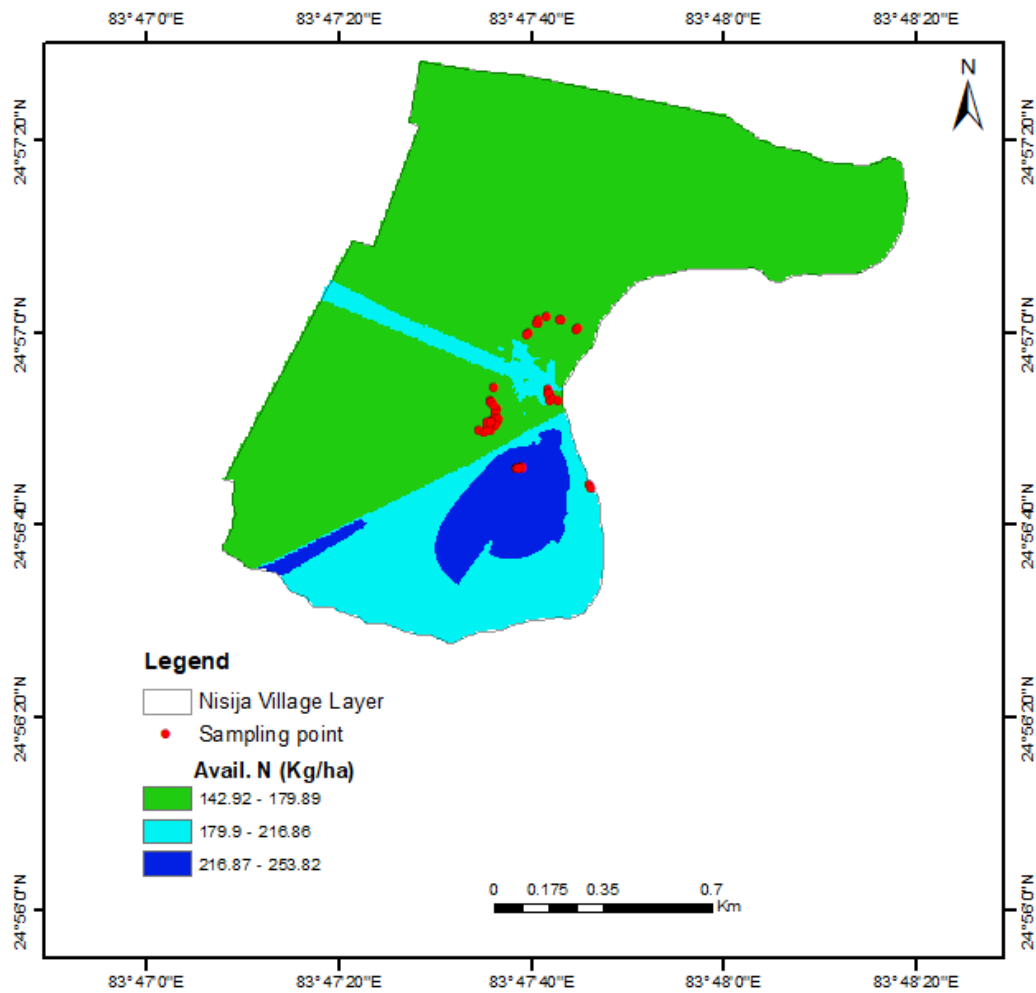 83°47'0"E 83°47'20"E 83°47'40"E 83°48'0"E 83°48'20"E
N
24°57'20"N 24°57'20"N
24°57'0"N 24°57'0"N
24°56'40"N 24°56'40"N
Legend
Nisija Village Layer
24°56'20"N 24°56'20"N
Sampling point
Avail. N (Kg/ha)
142.92 - 179.89
179.9 - 216.86
216.87 - 253.82
0 0.175 0.35 0.7
Km
24°56'0"N 24°56'0"N
83°47'0"E 83°47'20"E 83°47'40"E 83°48'0"E 83°48'20"E